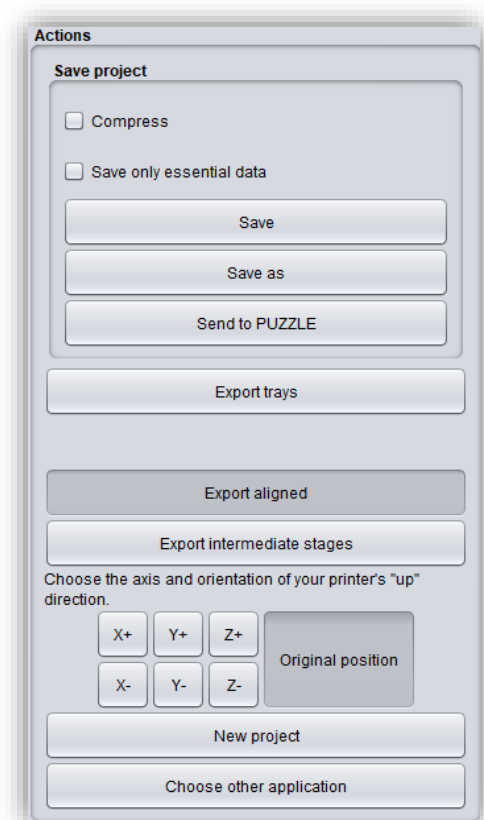 Actions
Save project
Compress
Save only essential data
Save
Save as
Send to PUZZLE
Export trays
Export aligned
Export intermediate stages
Choose the axis and orientation of your printer's "up"
direction.
X+ Y+ Z+
Original position
X- Y- Z-
New project
Choose other application